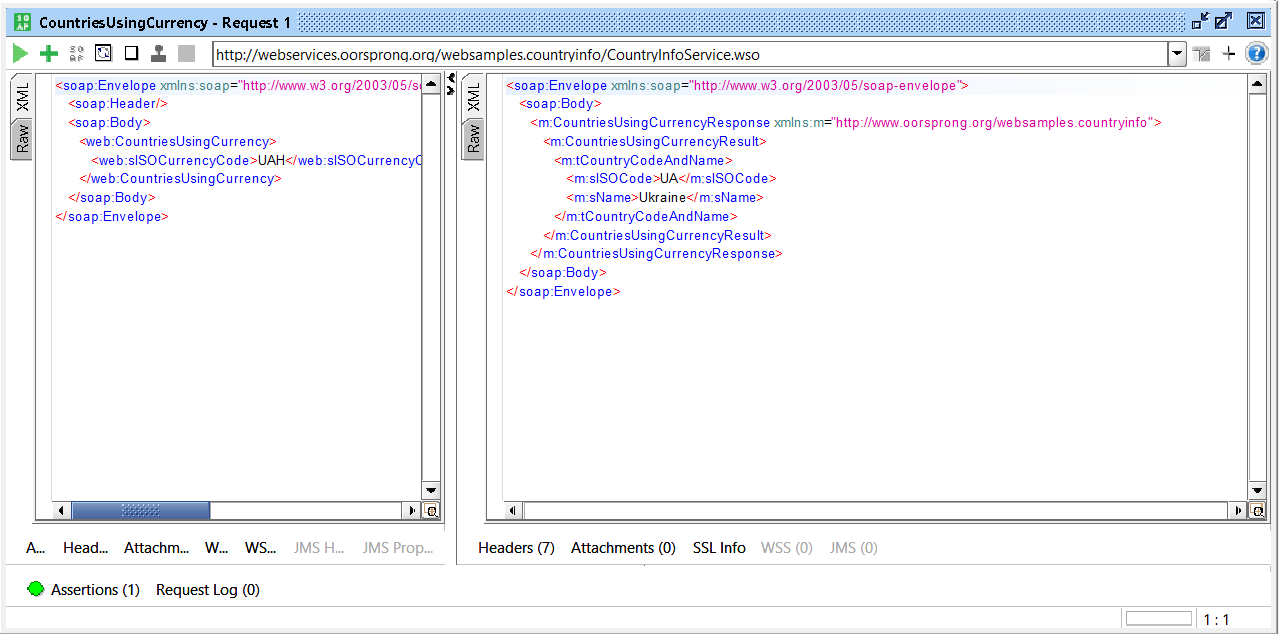 CountriesUsingCurrency - Request 1
http://webservices.oorsprong.org/websamples.countryinfo/CountryInfoService.wso
XML
Raw
<soap:Envelope xmlns:soap="http://www.w3.org/2003/05/s
<soap:Header/>
<soap:Body>
<web:CountriesUsingCurrency>
<web:sISOCurrencyCode>UAH</web:sISOCurrencyC
</web:CountriesUsingCurrency>
</soap:Body>
</soap:Envelope>
XML
Raw
<soap:Envelope xmlns:soap="http://www.w3.org/2003/05/soap-envelope">
<soap:Body>
<m:CountriesUsingCurrencyResponse xmlns:m="http://www.oorsprong.org/websamples.countryinfo">
<m:CountriesUsingCurrencyResult>
<m:tCountryCodeAndName>
<m:sISOCode>UA</m:sISOCode>
<m:sName>Ukraine</m:sName>
</m:tCountryCodeAndName>
</m:CountriesUsingCurrencyResult>
</m:CountriesUsingCurrencyResponse>
</soap:Body>
</soap:Envelope>
A... Head... Attachm... W... WS... JMS H... JMS Prop...
Headers (7) Attachments (0) SSL Info WSS (0) JMS (0)
Assertions (1) Request Log (0)
1 : 1